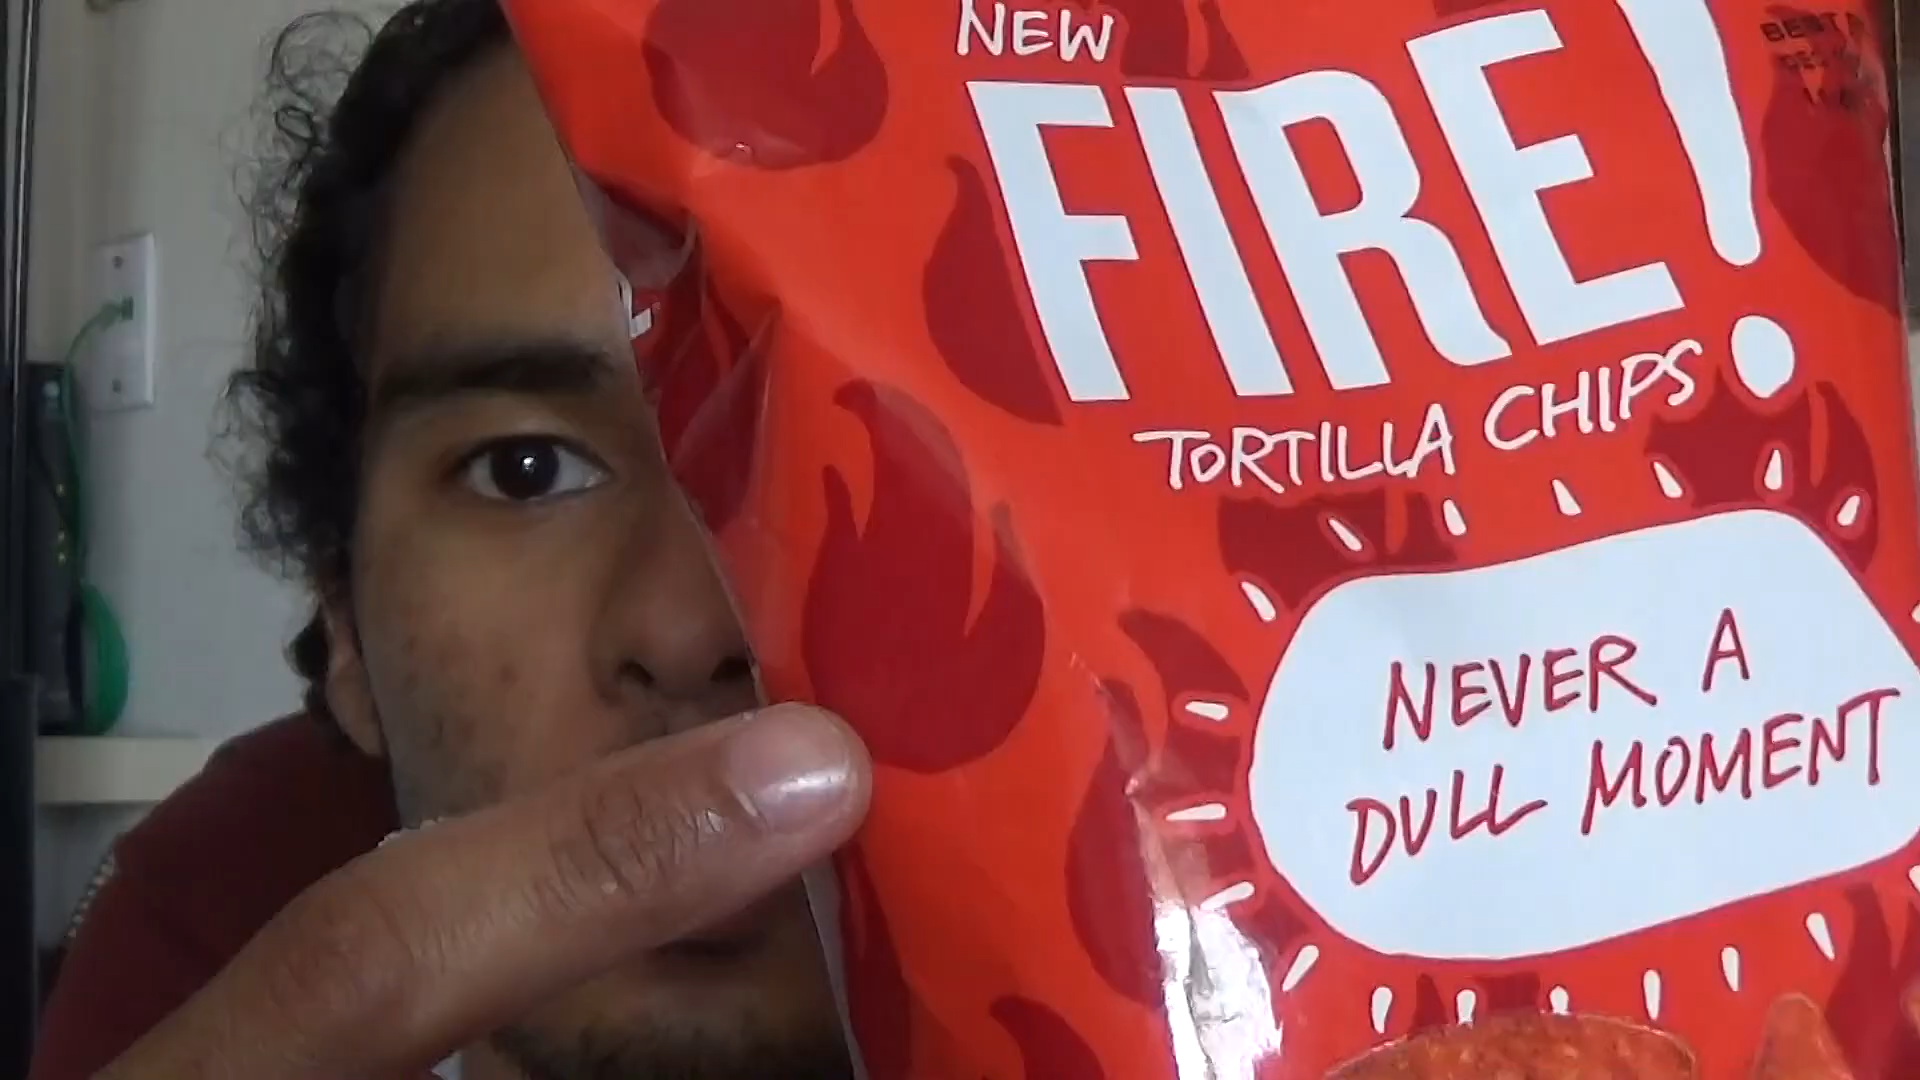 NEW
FIRE!
TORTILLA CHIPS
NEVER A
DULL MOMENT